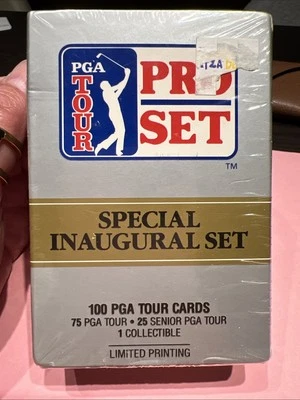 PGA
TOUR
PRO
SET
TM
SPECIAL
INAUGURAL SET
100 PGA TOUR CARDS
75 PGA TOUR • 25 SENIOR PGA TOUR
1 COLLECTIBLE
LIMITED PRINTING